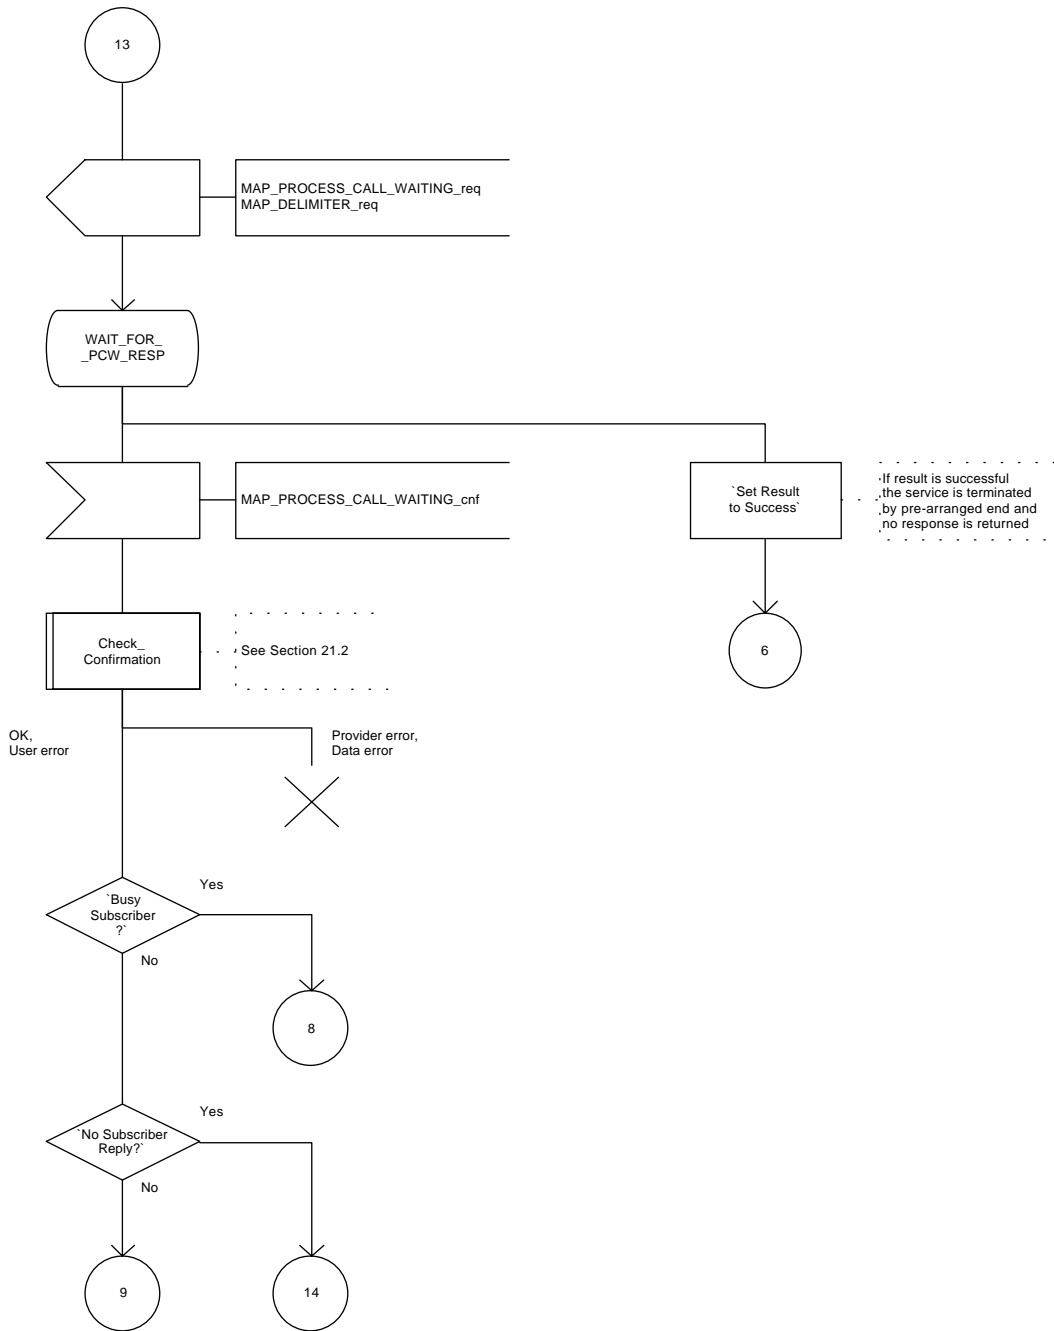 13
MAP_PROCESS_CALL_WAITING_req
MAP_DELIMITER_req
WAIT_FOR_
_PCW_RESP
MAP_PROCESS_CALL_WAITING_cnf
`Set Result
to Success`
If result is successful
the service is terminated
by pre-arranged end and
no response is returned
Check_
Confirmation
See Section 21.2
6
OK,
User error
Provider error,
Data error
`Busy
Subscriber
?`
Yes
No
8
`No Subscriber
Reply?`
Yes
No
9
14